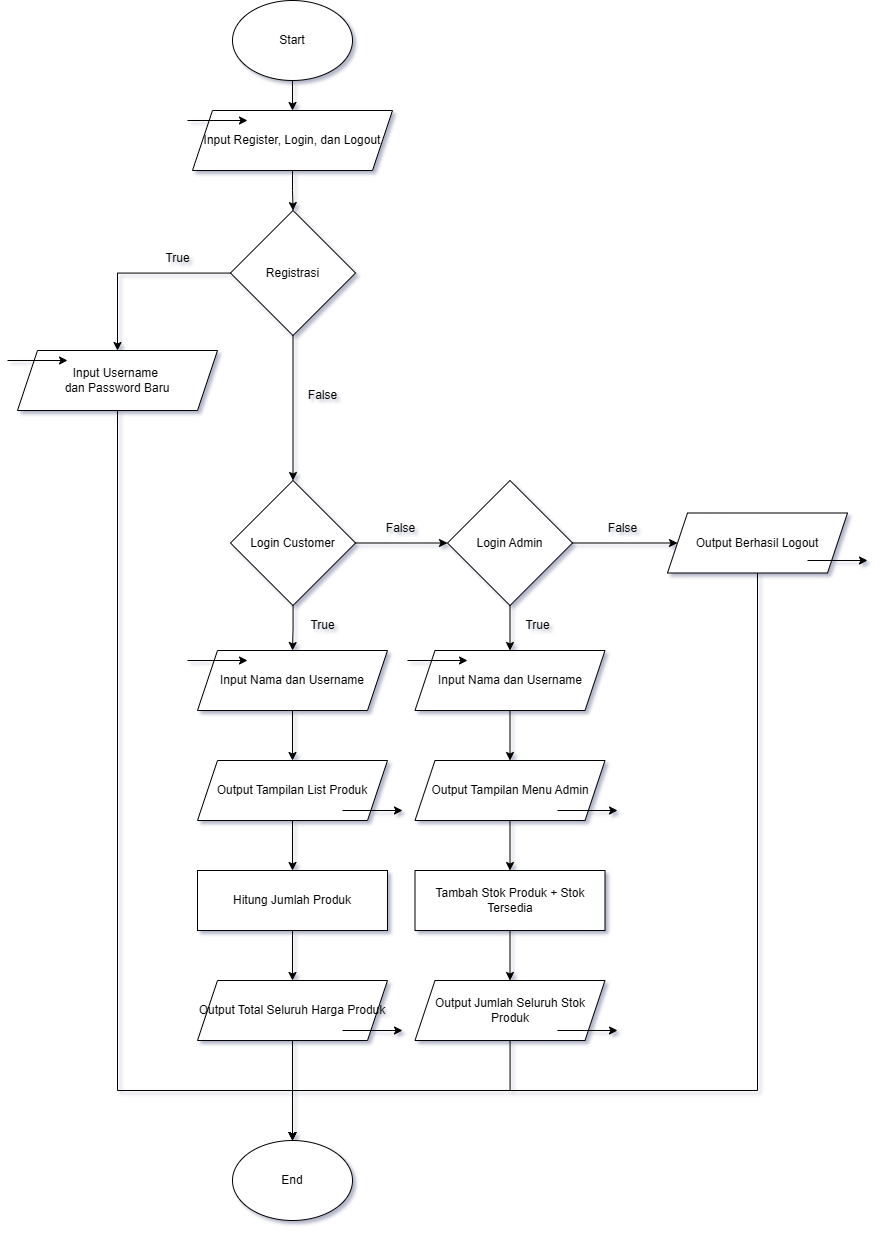 Start
Input Register, Login, dan Logout
True
Registrasi
Input Username
dan Password Baru
False
Login Customer
False
Login Admin
False
Output Berhasil Logout
True
True
Input Nama dan Username
Input Nama dan Username
Output Tampilan List Produk
Output Tampilan Menu Admin
Hitung Jumlah Produk
Tambah Stok Produk + Stok
Tersedia
Output Total Seluruh Harga Produk
Output Jumlah Seluruh Stok
Produk
End